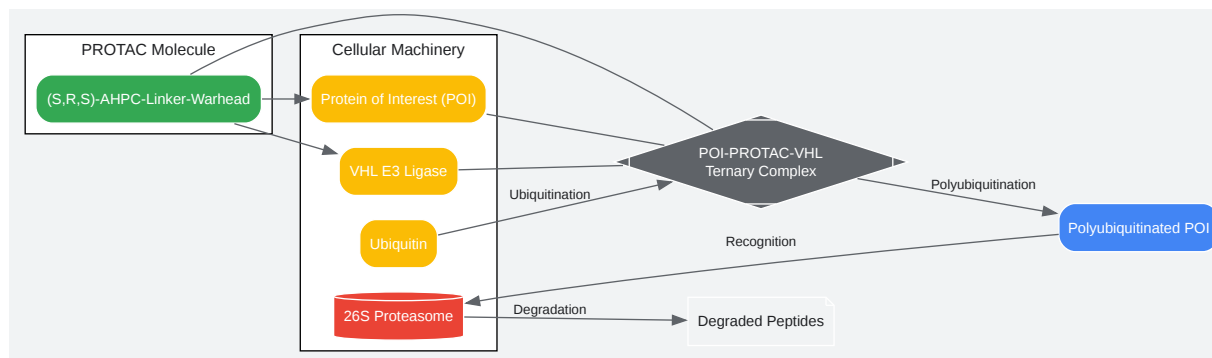 PROTAC Molecule
(S,R,S)-AHPC-Linker-Warhead
Cellular Machinery
Protein of Interest (POI)
VHL E3 Ligase
Ubiquitin
26S Proteasome
Ubiquitination
POI-PROTAC-VHL
Ternary Complex
Polyubiquitination
Polyubiquitinated POI
Recognition
Degradation
Degraded Peptides